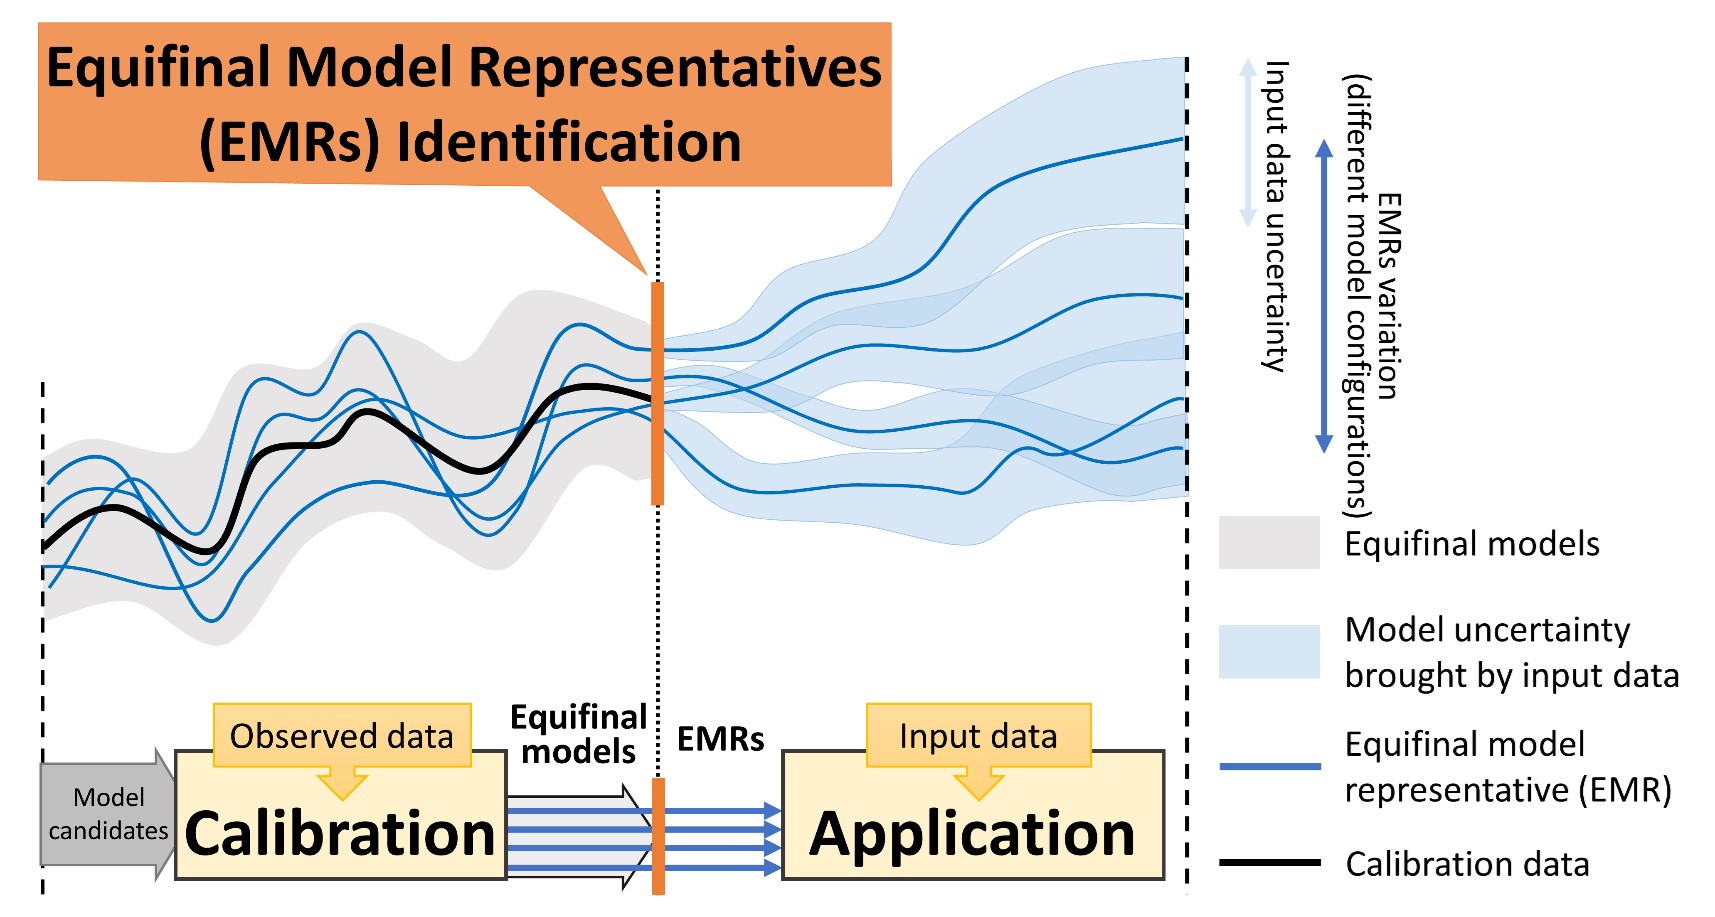 Equifinal Model Representatives
(EMRs) Identification
Input data uncertainty
EMRs variation
(different model configurations)
Equifinal models
Model uncertainty
brought by input data
Equifinal model
representative (EMR)
Calibration data
Model
candidates
Observed data
Calibration
Equifinal
models
EMRs
Input data
Application